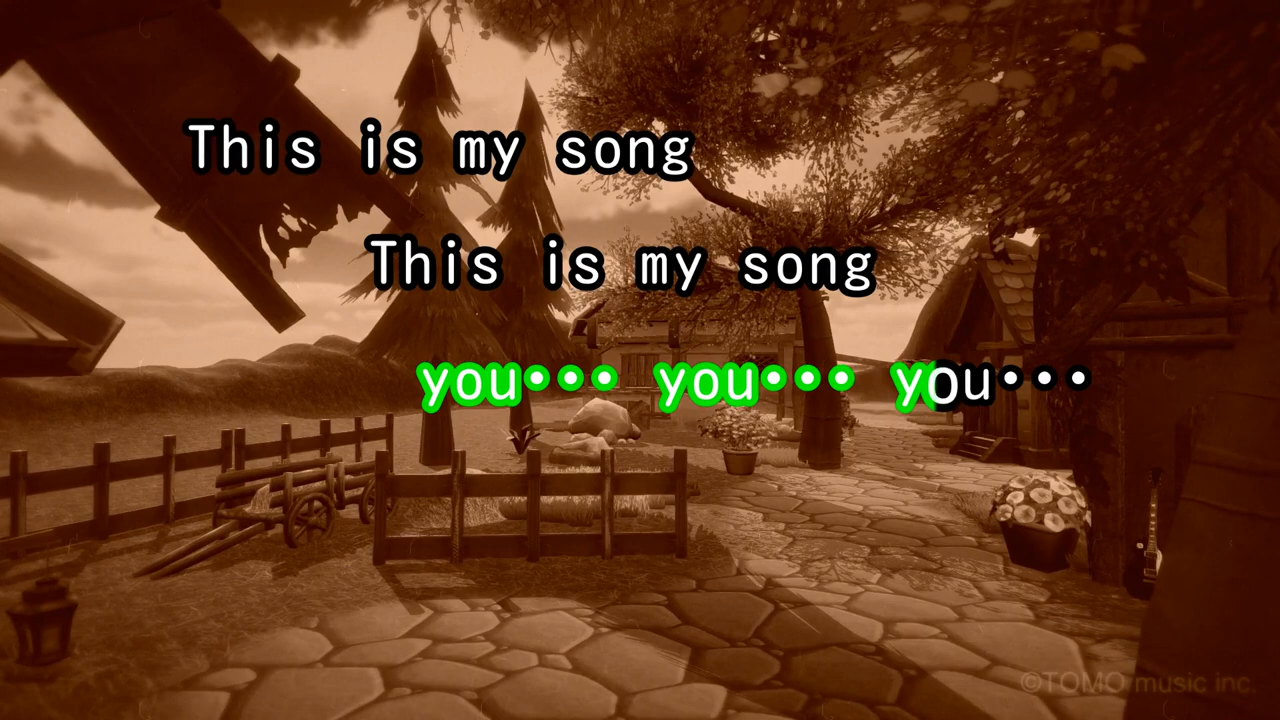 This is my song
This is my song
you••• you••• you•••
©TOMO music inc